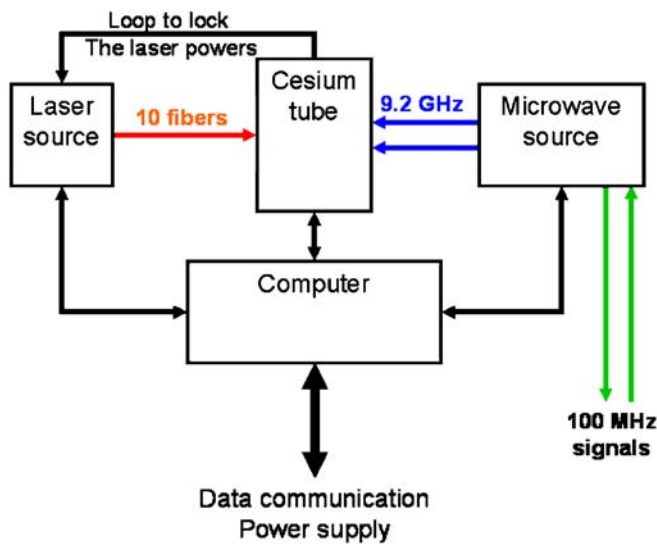 Loop to lock
The laser powers
Laser
source
10 fibers
Cesium
tube
9.2 GHz
Microwave
source
Computer
100 MHz
signals
Data communication
Power supply